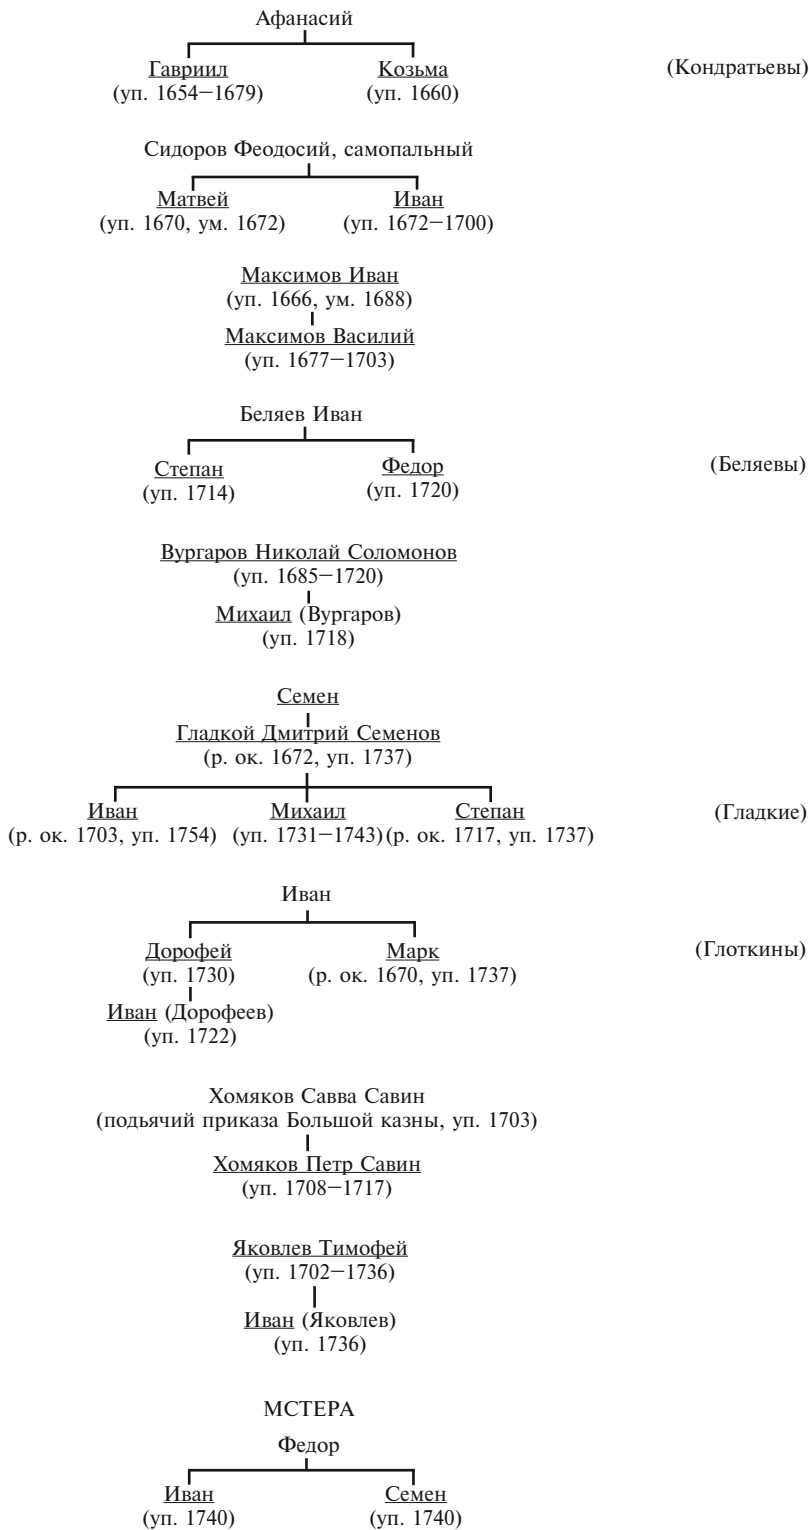 Афанасий
Гавриил Козьма (Кондратьевы)
(уп. 1654—1679) (уп. 1660)
Сидоров Феодосий, самопальный
Матвей Иван
(уп. 1670, ум. 1672) (уп. 1672—1700)
Максимов Иван
(уп. 1666, ум. 1688)
Максимов Василий
(уп. 1677—1703)
Беляев Иван
Степан Федор (Беляевы)
(уп. 1714) (уп. 1720)
Вургаров Николай Соломонов
(уп. 1685—1720)
Михаил (Вургаров)
(уп. 1718)
Семен
Гладкой Дмитрий Семенов
(р. ок. 1672, уп. 1737)
Иван Михаил Степан (Гладкие)
(р. ок. 1703, уп. 1754) (уп. 1731—1743) (р. ок. 1717, уп. 1737)
Иван
Дорофей Марк (Глоткины)
(уп. 1730) (р. ок. 1670, уп. 1737)
Иван (Дорофеев)
(уп. 1722)
Хомяков Савва Савин
(подьячий приказа Большой казны, уп. 1703)
Хомяков Петр Савин
(уп. 1708—1717)
Яковлев Тимофей
(уп. 1702—1736)
Иван (Яковлев)
(уп. 1736)
МСТЕРА
Федор
Иван Семен
(уп. 1740) (уп. 1740)